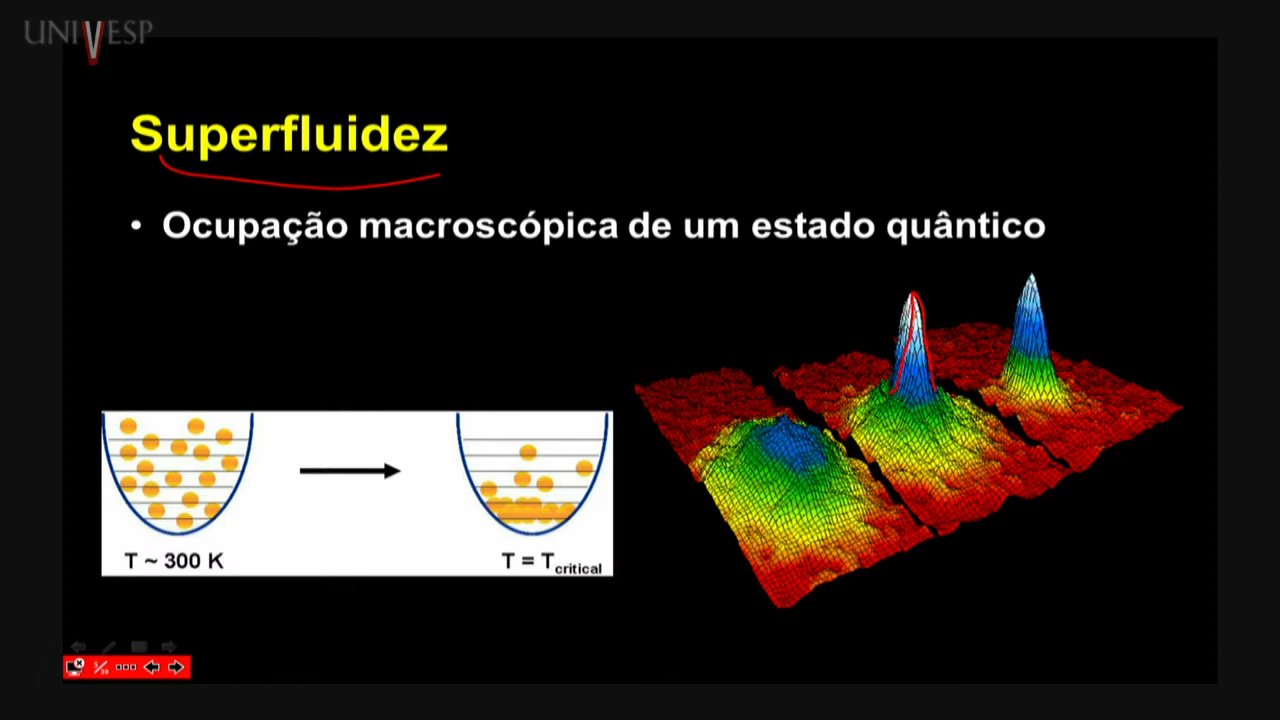 UNIVESP
Superfluidez
• Ocupação macroscópica de um estado quântico
T ~ 300 K
T = Tcritical